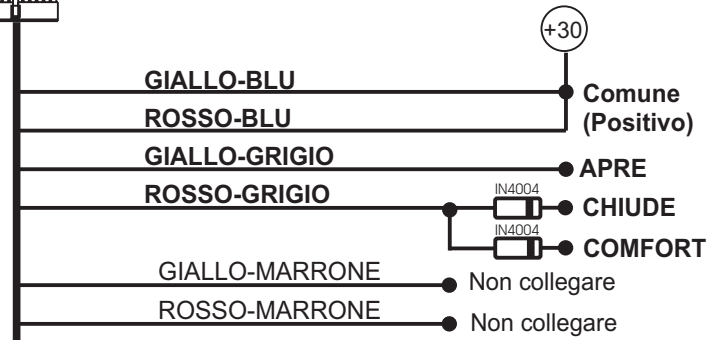 +30
GIALLO-BLU
Comune
(Positivo)
ROSSO-BLU
GIALLO-GRIGIO
APRE
ROSSO-GRIGIO
IN4004
CHIUDE
IN4004
COMFORT
GIALLO-MARRONE
Non collegare
ROSSO-MARRONE
Non collegare